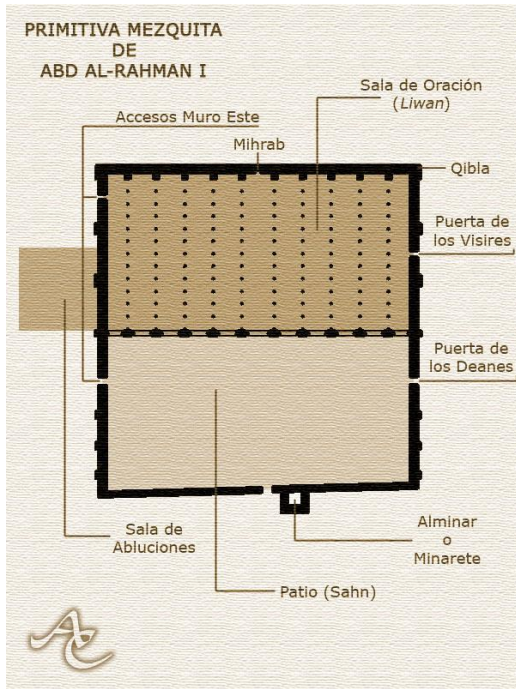 PRIMITIVA MEZQUITA
DE
ABD AL-RAHMAN I
Sala de Oración
(Liwan)
Accesos Muro Este
Mihrab
Qibla
Puerta de
los Visires
Puerta de
los Deanes
Sala de
Abluciones
Alminar
o
Minarete
Patio (Sahn)
AC